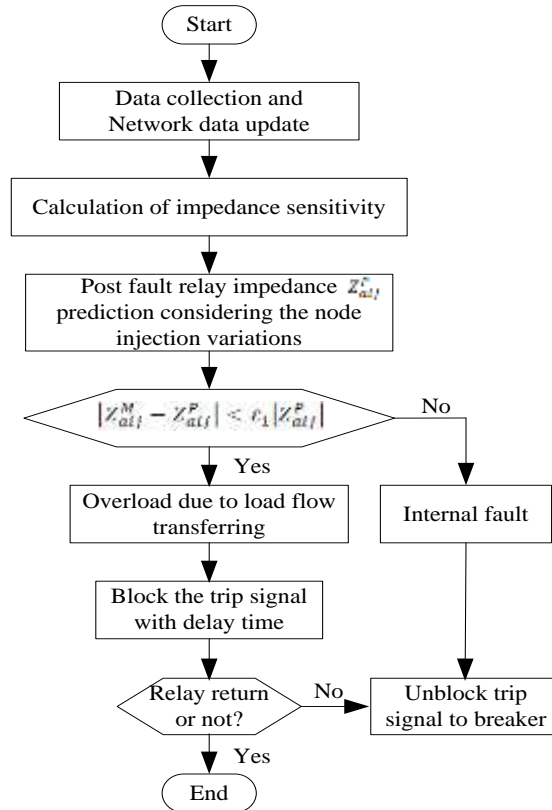 Start
Data collection and
Network data update
Calculation of impedance sensitivity
Post fault relay impedance
prediction considering the node
injection variations
No
Yes
Overload due to load flow
transferring
Internal fault
Block the trip signal
with delay time
Relay return
or not?
No
Unblock trip
signal to breaker
Yes
End